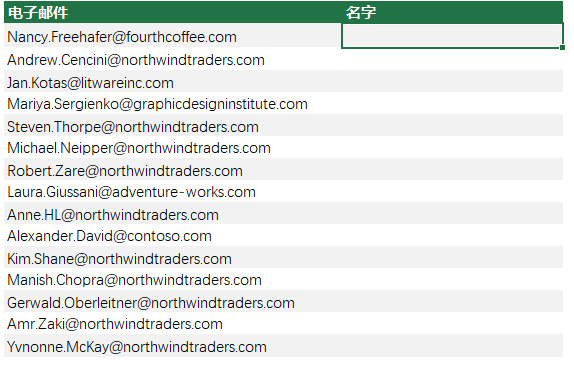 电子邮件 名字
Nancy.Freehafer@fourthcoffee.com
Andrew.Cencini@northwindtraders.com
Jan.Kotas@litwareinc.com
Mariya.Sergienko@graphicdesigninstitute.com
Steven.Thorpe@northwindtraders.com
Michael.Neipper@northwindtraders.com
Robert.Zare@northwindtraders.com
Laura.Giussani@adventure-works.com
Anne.HL@northwindtraders.com
Alexander.David@contoso.com
Kim.Shane@northwindtraders.com
Manish.Chopra@northwindtraders.com
Gerwald.Oberleitner@northwindtraders.com
Amr.Zaki@northwindtraders.com
Yvnonne.McKay@northwindtraders.com